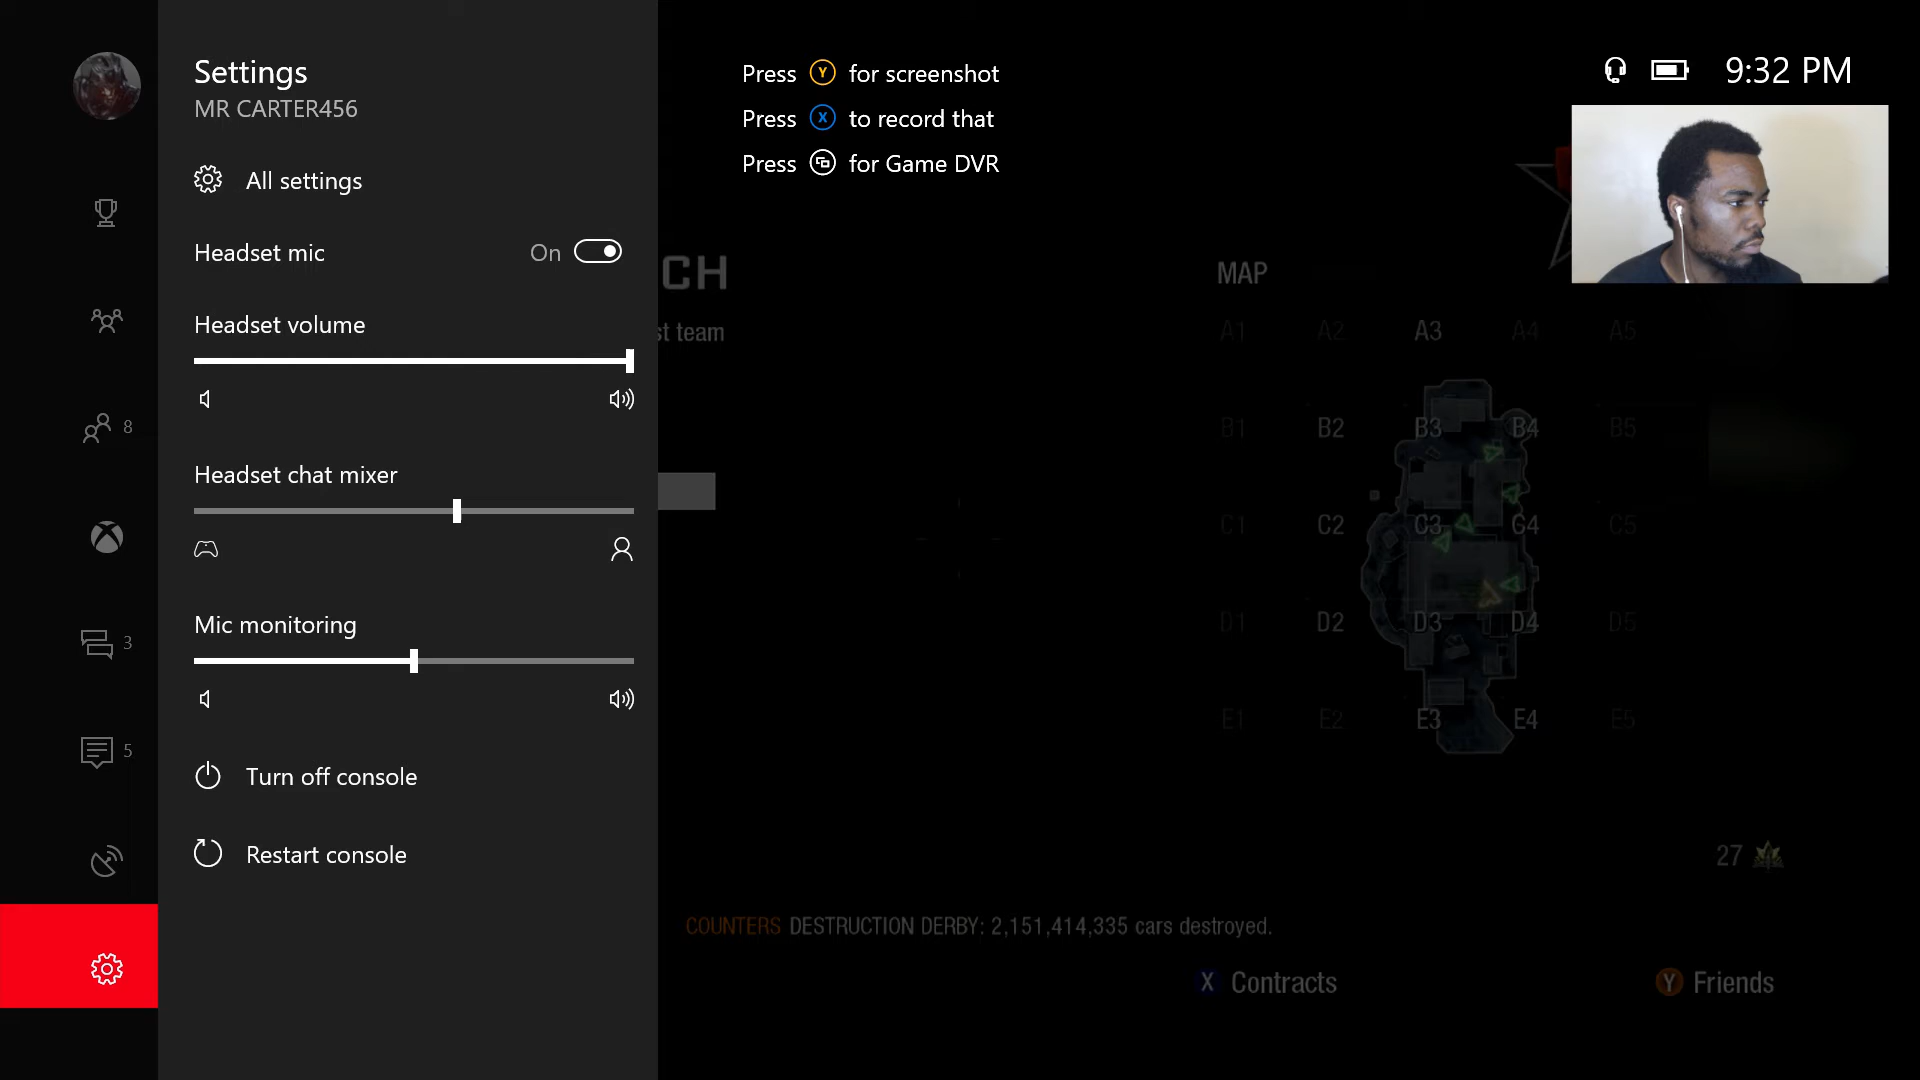 Settings
MR CARTER456
All settings
Headset mic On
Headset volume
Headset chat mixer
Mic monitoring
Turn off console
Restart console
8
3
5
Press Y for screenshot
Press X to record that
Press for Game DVR
9:32 PM
CH
st team
MAP
A1 A2 A3 A4 A5
B1 B2 B3 B4 B5
C1 C2 C3 C4 C5
D1 D2 D3 D4 D5
E1 E2 E3 E4 E5
27
COUNTERS DESTRUCTION DERBY: 2,151,414,335 cars destroyed.
X Contracts
Y Friends